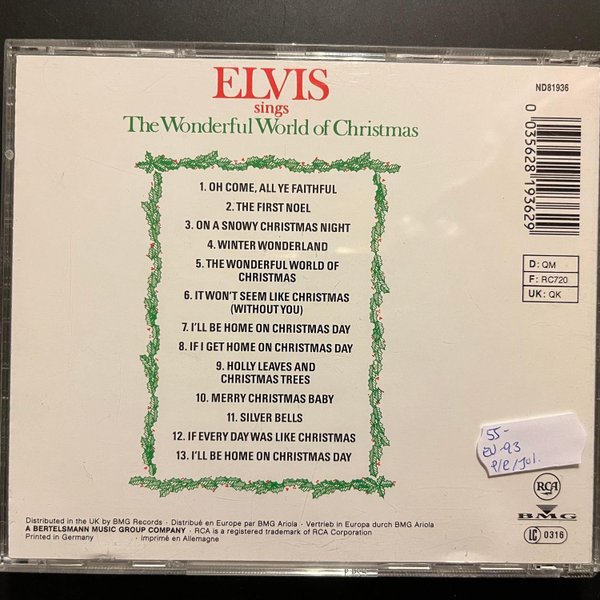 ELVIS
sings
The Wonderful World of Christmas
ND81936
0 035628 193629
1. OH COME, ALL YE FAITHFUL
2. THE FIRST NOEL
3. ON A SNOWY CHRISTMAS NIGHT
4. WINTER WONDERLAND
5. THE WONDERFUL WORLD OF
CHRISTMAS
6. IT WON'T SEEM LIKE CHRISTMAS
(WITHOUT YOU)
7. I'LL BE HOME ON CHRISTMAS DAY
8. IF I GET HOME ON CHRISTMAS DAY
9. HOLLY LEAVES AND
CHRISTMAS TREES
10. MERRY CHRISTMAS BABY
11. SILVER BELLS
12. IF EVERY DAY WAS LIKE CHRISTMAS
13. I'LL BE HOME ON CHRISTMAS DAY
D : QM
F : RC720
UK : QK
55-
EU-93
P/R/Jul.
RCA
BMG
LC 0316
Distributed in the UK by BMG Records · Distribué en Europe par BMG Ariola · Vertrieb in Europa durch BMG Ariola
A BERTELSMANN MUSIC GROUP COMPANY · RCA is a registered trademark of RCA Corporation
Printed in Germany · Imprimé en Allemagne